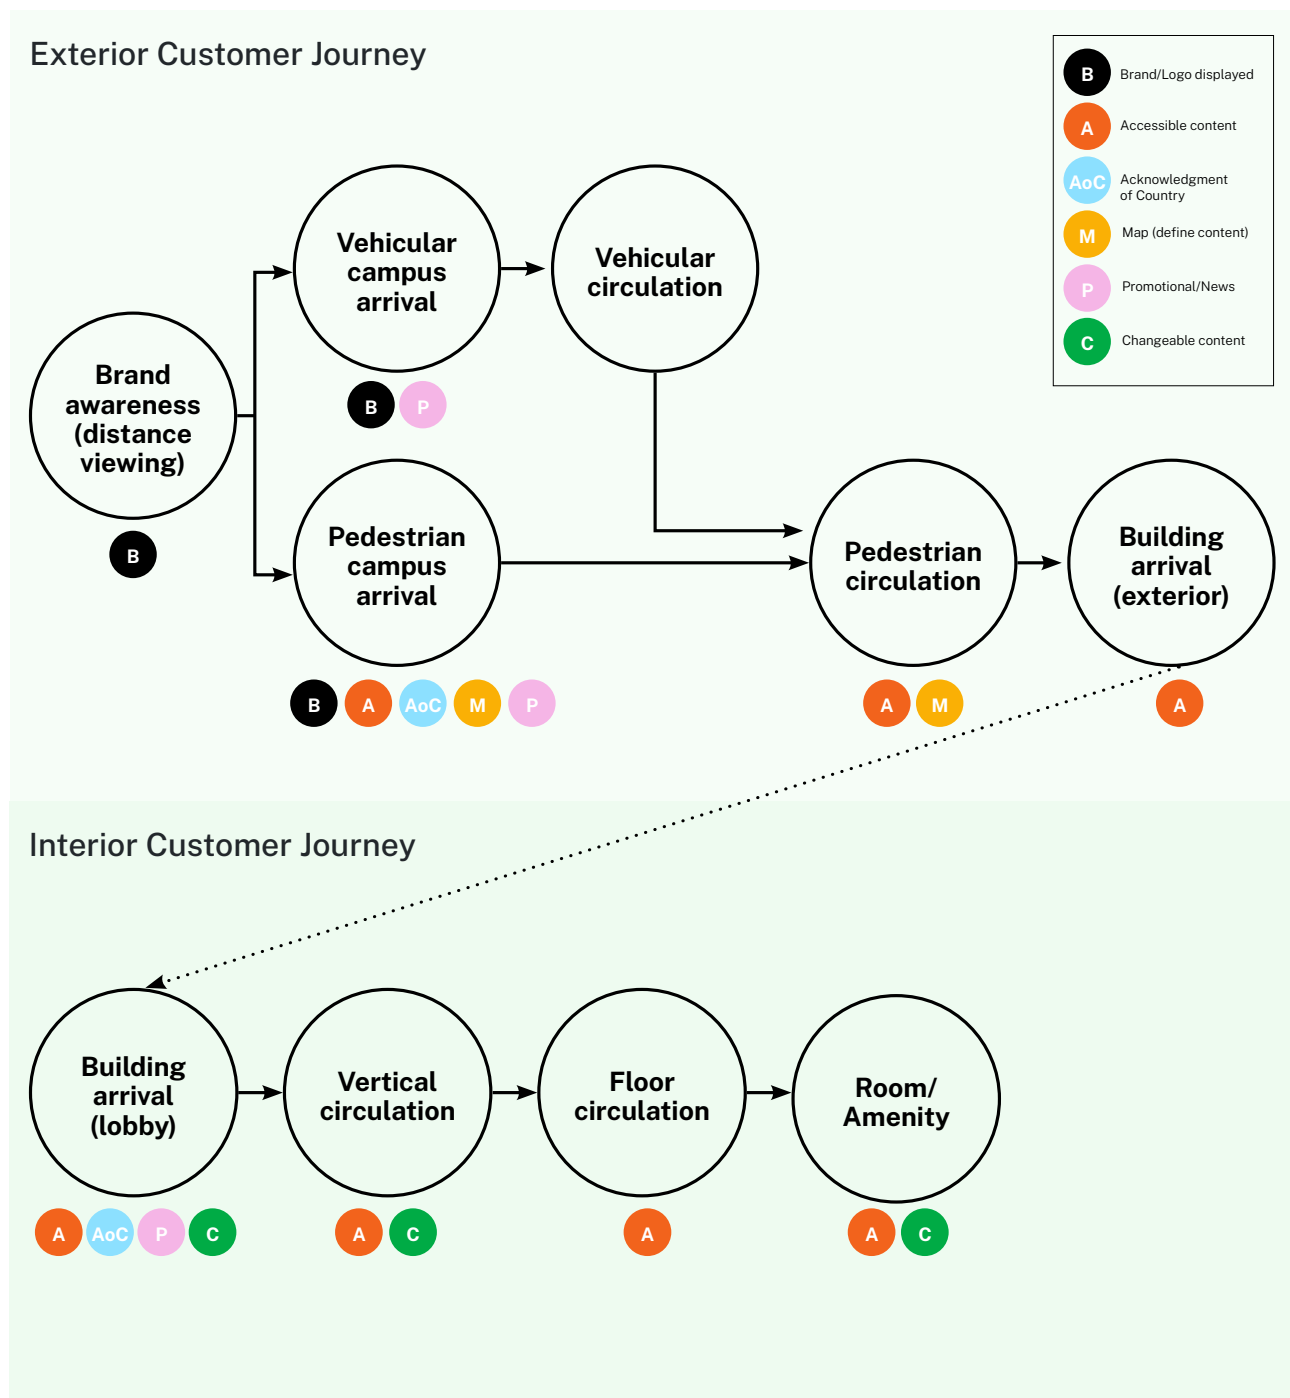 Exterior Customer Journey
B
Brand/Logo displayed
A
Accessible content
AoC
Acknowledgment
of Country
M
Map (define content)
P
Promotional/News
C
Changeable content
Brand
awareness
(distance
viewing)
B
Vehicular
campus
arrival
B
P
Vehicular
circulation
Pedestrian
campus
arrival
B
A
AoC
M
P
Pedestrian
circulation
A
M
Building
arrival
(exterior)
A
Interior Customer Journey
Building
arrival
(lobby)
A
AoC
P
C
Vertical
circulation
A
C
Floor
circulation
A
Room/
Amenity
A
C